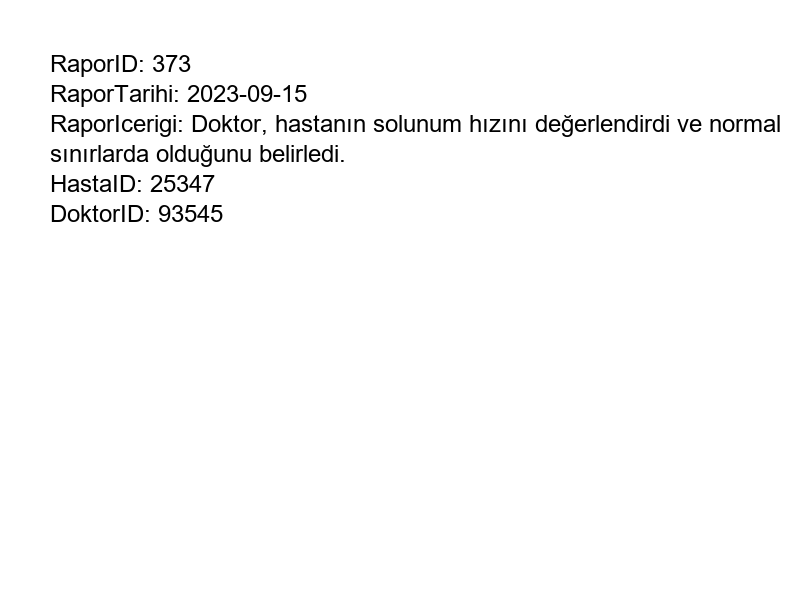 RaporID: 373
RaporTarihi: 2023-09-15
RaporIcerigi: Doktor, hastanın solunum hızını değerlendirdi ve normal
sınırlarda olduğunu belirledi.
HastaID: 25347
DoktorID: 93545